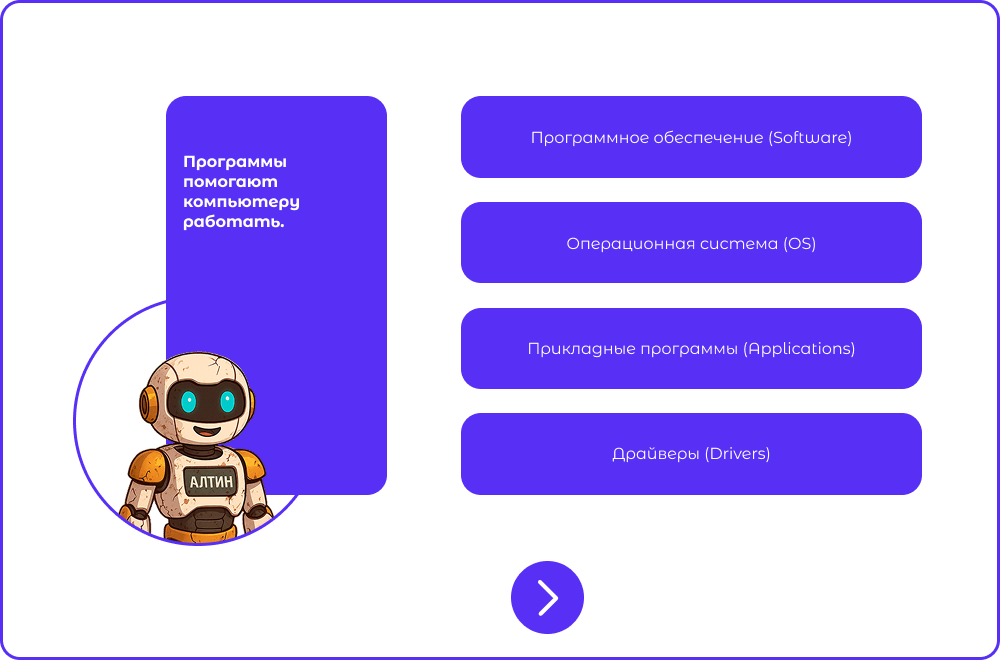 Программы
помогают
компьютеру
работать.
АЛТИН
Программное обеспечение (Software)
Операционная система (OS)
Прикладные программы (Applications)
Драйверы (Drivers)